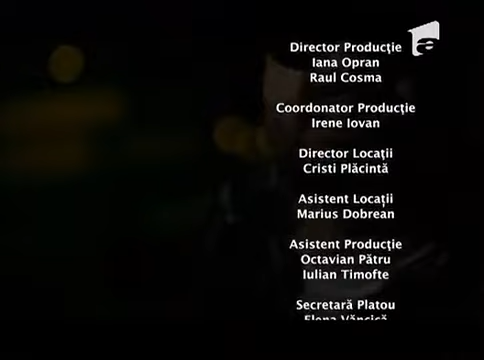 Director Producţie
Iana Opran
Raul Cosma
Coordonator Producţie
Irene Iovan
Director Locaţii
Cristi Plăcintă
Asistent Locaţii
Marius Dobrean
Asistent Producţie
Octavian Pătru
Iulian Timofte
Secretară Platou
Elena